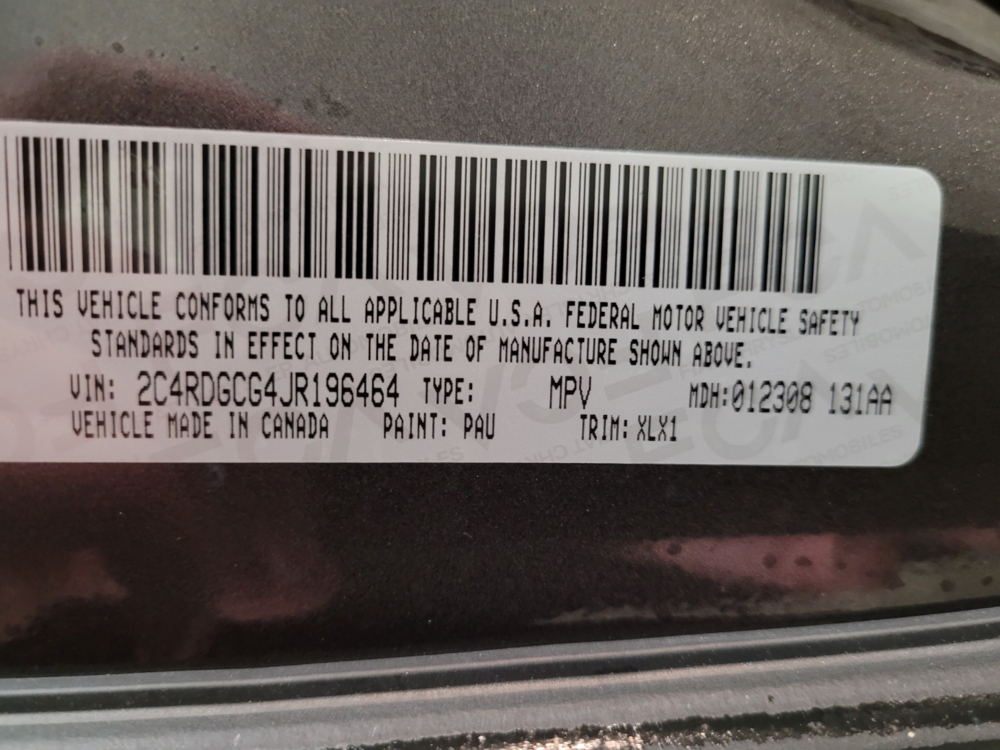 THIS VEHICLE CONFORMS TO ALL APPLICABLE U.S.A. FEDERAL MOTOR VEHICLE SAFETY
STANDARDS IN EFFECT ON THE DATE OF MANUFACTURE SHOWN ABOVE.
VIN: 2C4RDGCG4JR196464 TYPE: MPV MDH:012308 131AA
VEHICLE MADE IN CANADA PAINT: PAU TRIM: XLX1